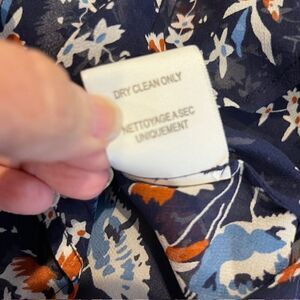 DRY CLEAN ONLY
NETTOYAGE A SEC
UNIQUEMENT